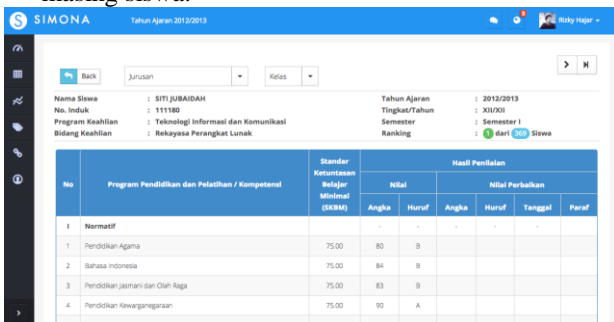 masing siswa.
SIMONA Tahun Ajaran 2012/2013 Rizky Hajar
Back Jurusan Kelas
Nama Siswa : SITI JUBAIDAH Tahun Ajaran : 2012/2013
No. Induk : 111180 Tingkat/Tahun : XII/XII
Program Keahlian : Teknologi Informasi dan Komunikasi Semester : Semester I
Bidang Keahlian : Rekayasa Perangkat Lunak Ranking : 1 dari 369 Siswa
No Program Pendidikan dan Pelatihan / Kompetensi Standar Ketuntasan Belajar Minimal (SKBM) Hasil Penilaian
Nilai Nilai Perbaikan
Angka Huruf Angka Huruf Tanggal Paraf
I Normatif - - - - -
1 Pendidikan Agama 75.00 80 B
2 Bahasa Indonesia 75.00 84 B
3 Pendidikan Jasmani dan Olah Raga 75.00 83 B
4 Pendidikan Kewarganegaraan 75.00 90 A